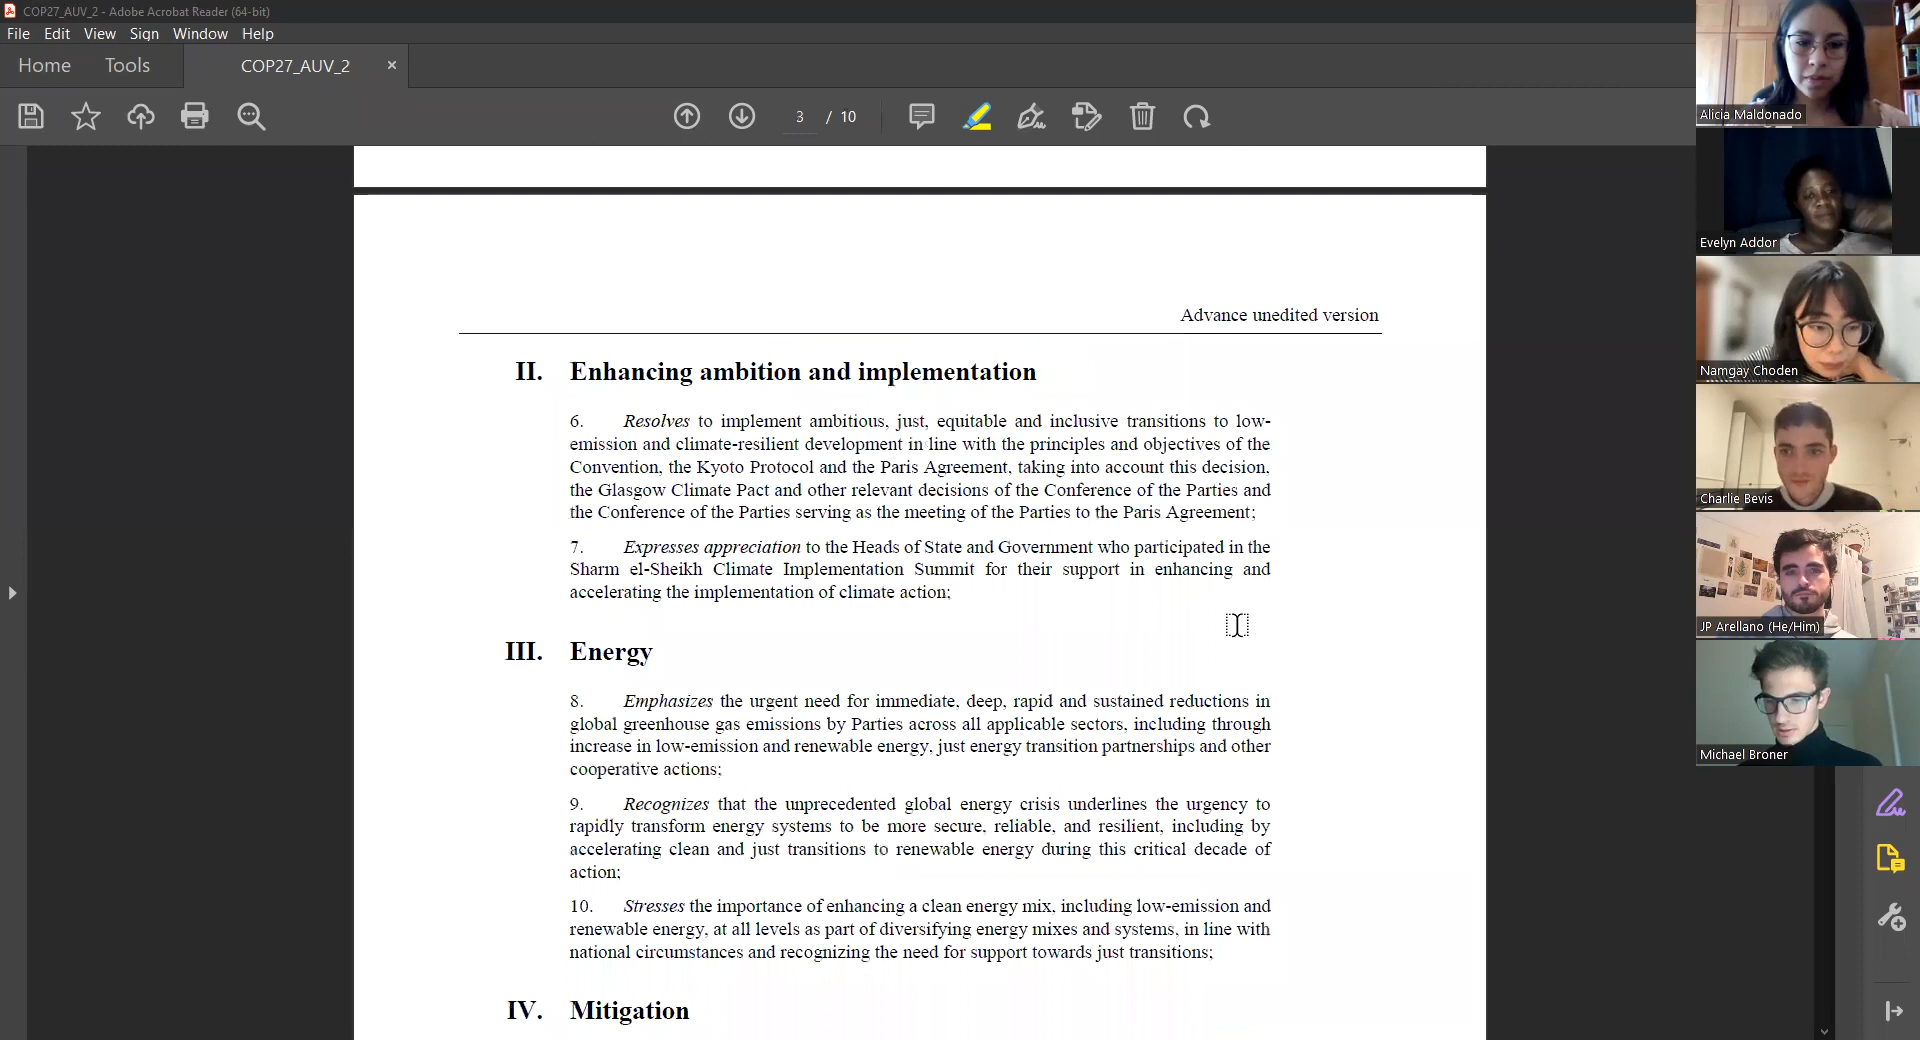 COP27_AUV_2 - Adobe Acrobat Reader (64-bit)
File Edit View Sign Window Help
Home Tools COP27_AUV_2 ×
3 / 10
Advance unedited version
II. Enhancing ambition and implementation
6. Resolves to implement ambitious, just, equitable and inclusive transitions to low-
emission and climate-resilient development in line with the principles and objectives of the
Convention, the Kyoto Protocol and the Paris Agreement, taking into account this decision,
the Glasgow Climate Pact and other relevant decisions of the Conference of the Parties and
the Conference of the Parties serving as the meeting of the Parties to the Paris Agreement;
7. Expresses appreciation to the Heads of State and Government who participated in the
Sharm el-Sheikh Climate Implementation Summit for their support in enhancing and
accelerating the implementation of climate action;
III. Energy
8. Emphasizes the urgent need for immediate, deep, rapid and sustained reductions in
global greenhouse gas emissions by Parties across all applicable sectors, including through
increase in low-emission and renewable energy, just energy transition partnerships and other
cooperative actions;
9. Recognizes that the unprecedented global energy crisis underlines the urgency to
rapidly transform energy systems to be more secure, reliable, and resilient, including by
accelerating clean and just transitions to renewable energy during this critical decade of
action;
10. Stresses the importance of enhancing a clean energy mix, including low-emission and
renewable energy, at all levels as part of diversifying energy mixes and systems, in line with
national circumstances and recognizing the need for support towards just transitions;
IV. Mitigation
Alicia Maldonado
Evelyn Addor
Namgay Choden
Charlie Bevis
JP Arellano (He/Him)
Michael Broner